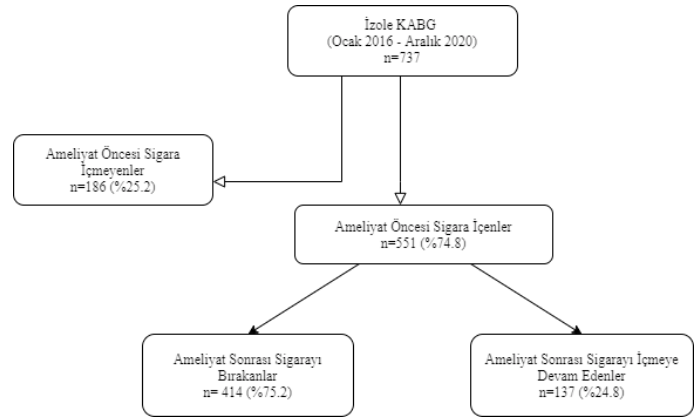 İzole KABG
(Ocak 2016 - Aralık 2020)
n=737
Ameliyat Öncesi Sigara
İçmeyenler
n=186 (%25.2)
Ameliyat Öncesi Sigara İçenler
n=551 (%74.8)
Ameliyat Sonrası Sigarayı
Bırakanlar
n= 414 (%75.2)
Ameliyat Sonrası Sigarayı İçmeye
Devam Edenler
n=137 (%24.8)